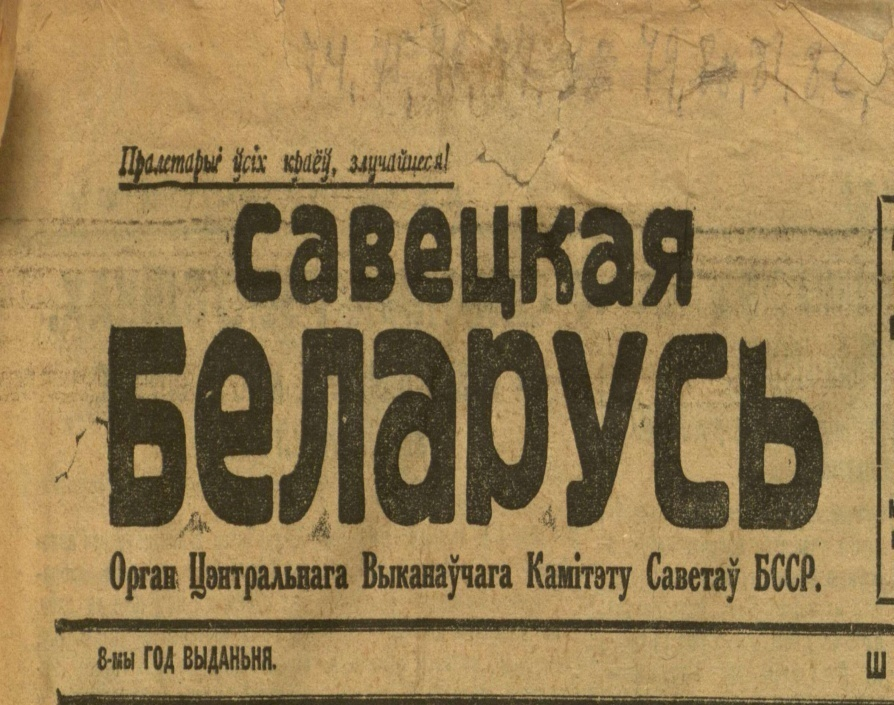 Пралетарыі ўсіх краёў, злучайцеся!
савецкая
Беларусь
Орган Цэнтральнага Выканаўчага Камітэту Саветаў БССР.
8-мы ГОД ВЫДАНЬНЯ.